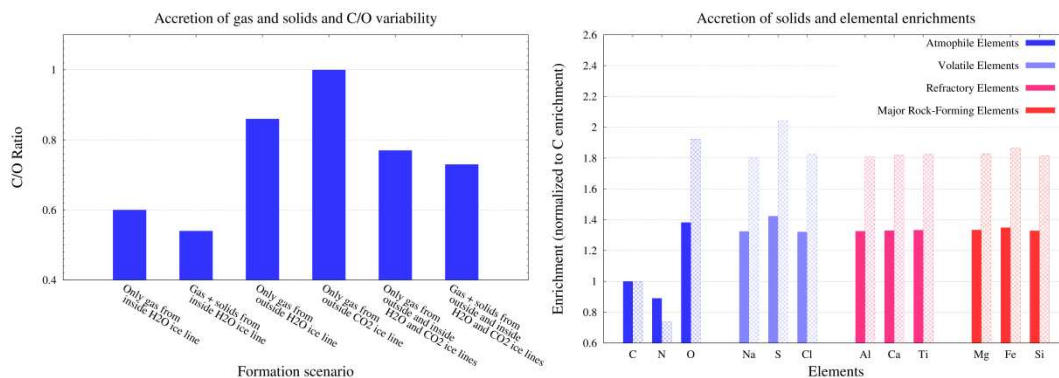 Accretion of gas and solids and C/O variability
C/O Ratio
1
0.8
0.6
0.4
Only gas from
inside H2O ice line
Gas + solids from
inside H2O ice line
Only gas from
outside H2O ice line
Only gas from
outside CO2 ice line
Only gas from
outside and inside
H2O and CO2 ice lines
Gas + solids from
outside and inside
H2O and CO2 ice lines
Formation scenario
Accretion of solids and elemental enrichments
Enrichment (normalized to C enrichment)
2.6
2.4
2.2
2
1.8
1.6
1.4
1.2
1
0.8
0.6
Atmophile Elements
Volatile Elements
Refractory Elements
Major Rock-Forming Elements
C N O Na S Cl Al Ca Ti Mg Fe Si
Elements